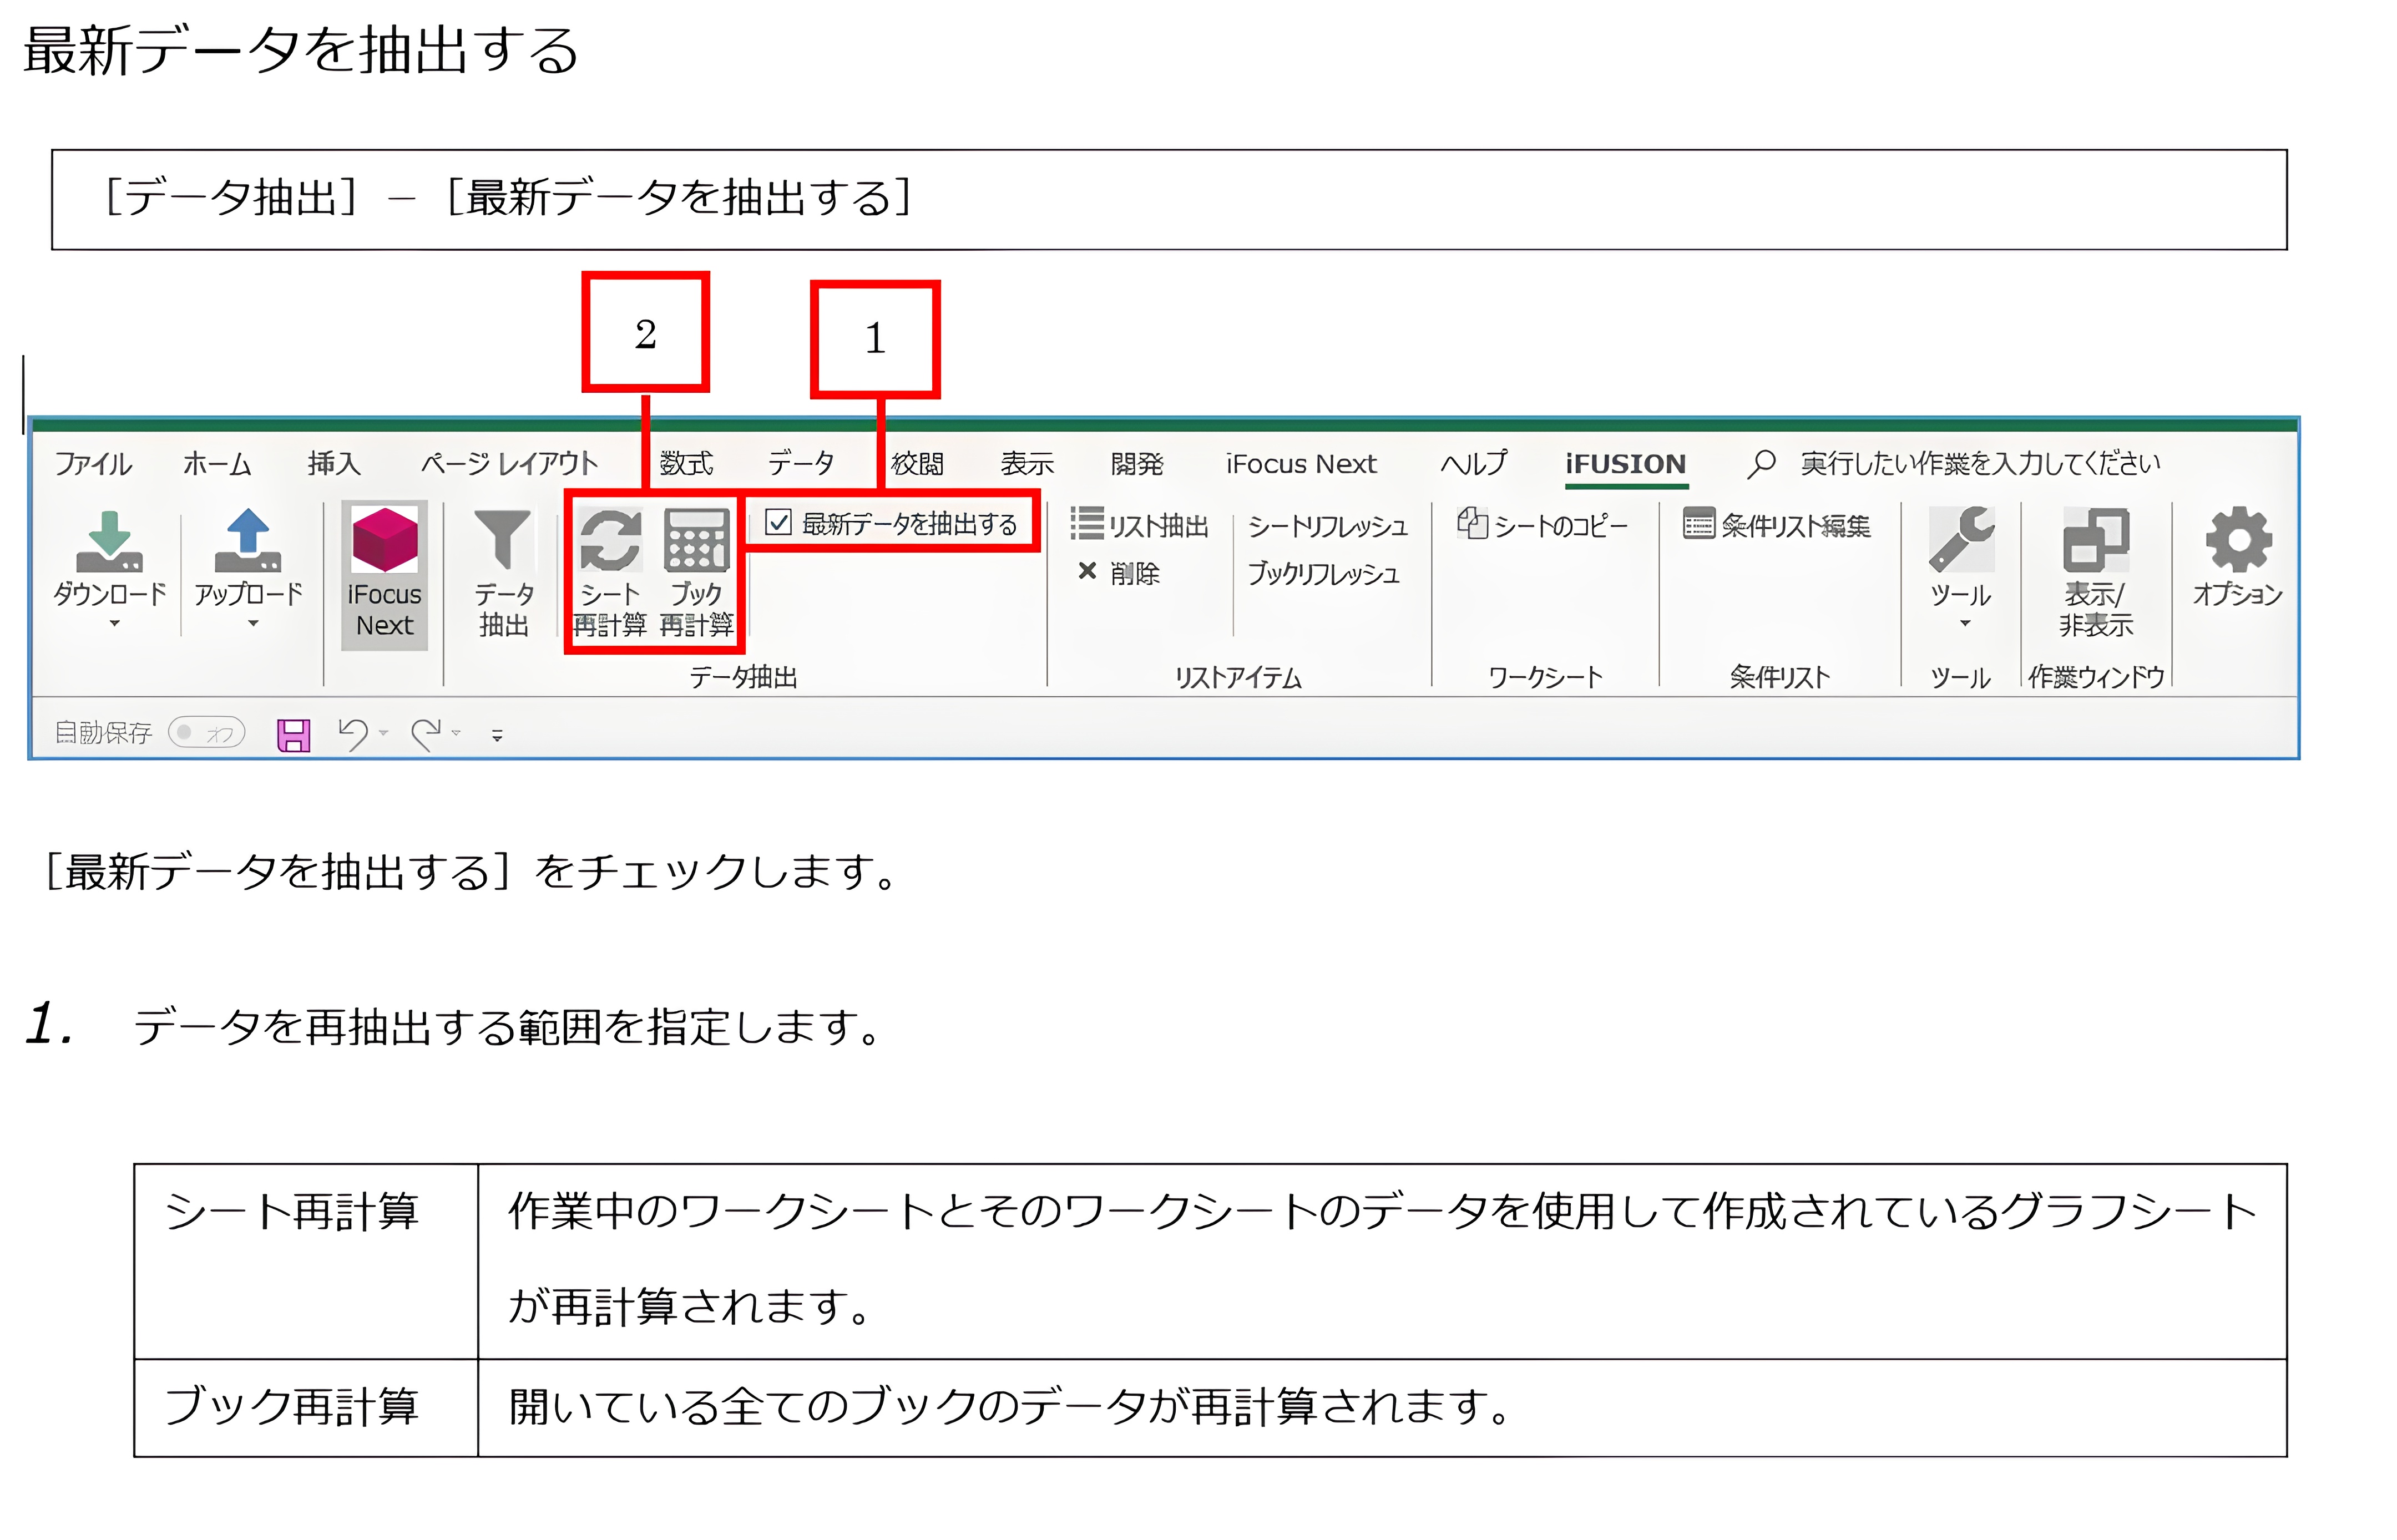 最新データを抽出する
［データ抽出］－［最新データを抽出する］
2
1
ファイル ホーム 挿入 ページ レイアウト 数式 データ 校閲 表示 開発 iFocus Next ヘルプ iFUSION 実行したい作業を入力してください
ダウンロード
アップロード
iFocus
Next
データ
抽出
シート
再計算
ブック
再計算
最新データを抽出する
データ抽出
リスト抽出
削除
シートリフレッシュ
ブックリフレッシュ
リストアイテム
シートのコピー
ワークシート
条件リスト編集
条件リスト
ツール
ツール
表示/
非表示
作業ウィンドウ
オプション
自動保存 オフ
［最新データを抽出する］をチェックします。
1. データを再抽出する範囲を指定します。
シート再計算 作業中のワークシートとそのワークシートのデータを使用して作成されているグラフシート
が再計算されます。
ブック再計算 開いている全てのブックのデータが再計算されます。